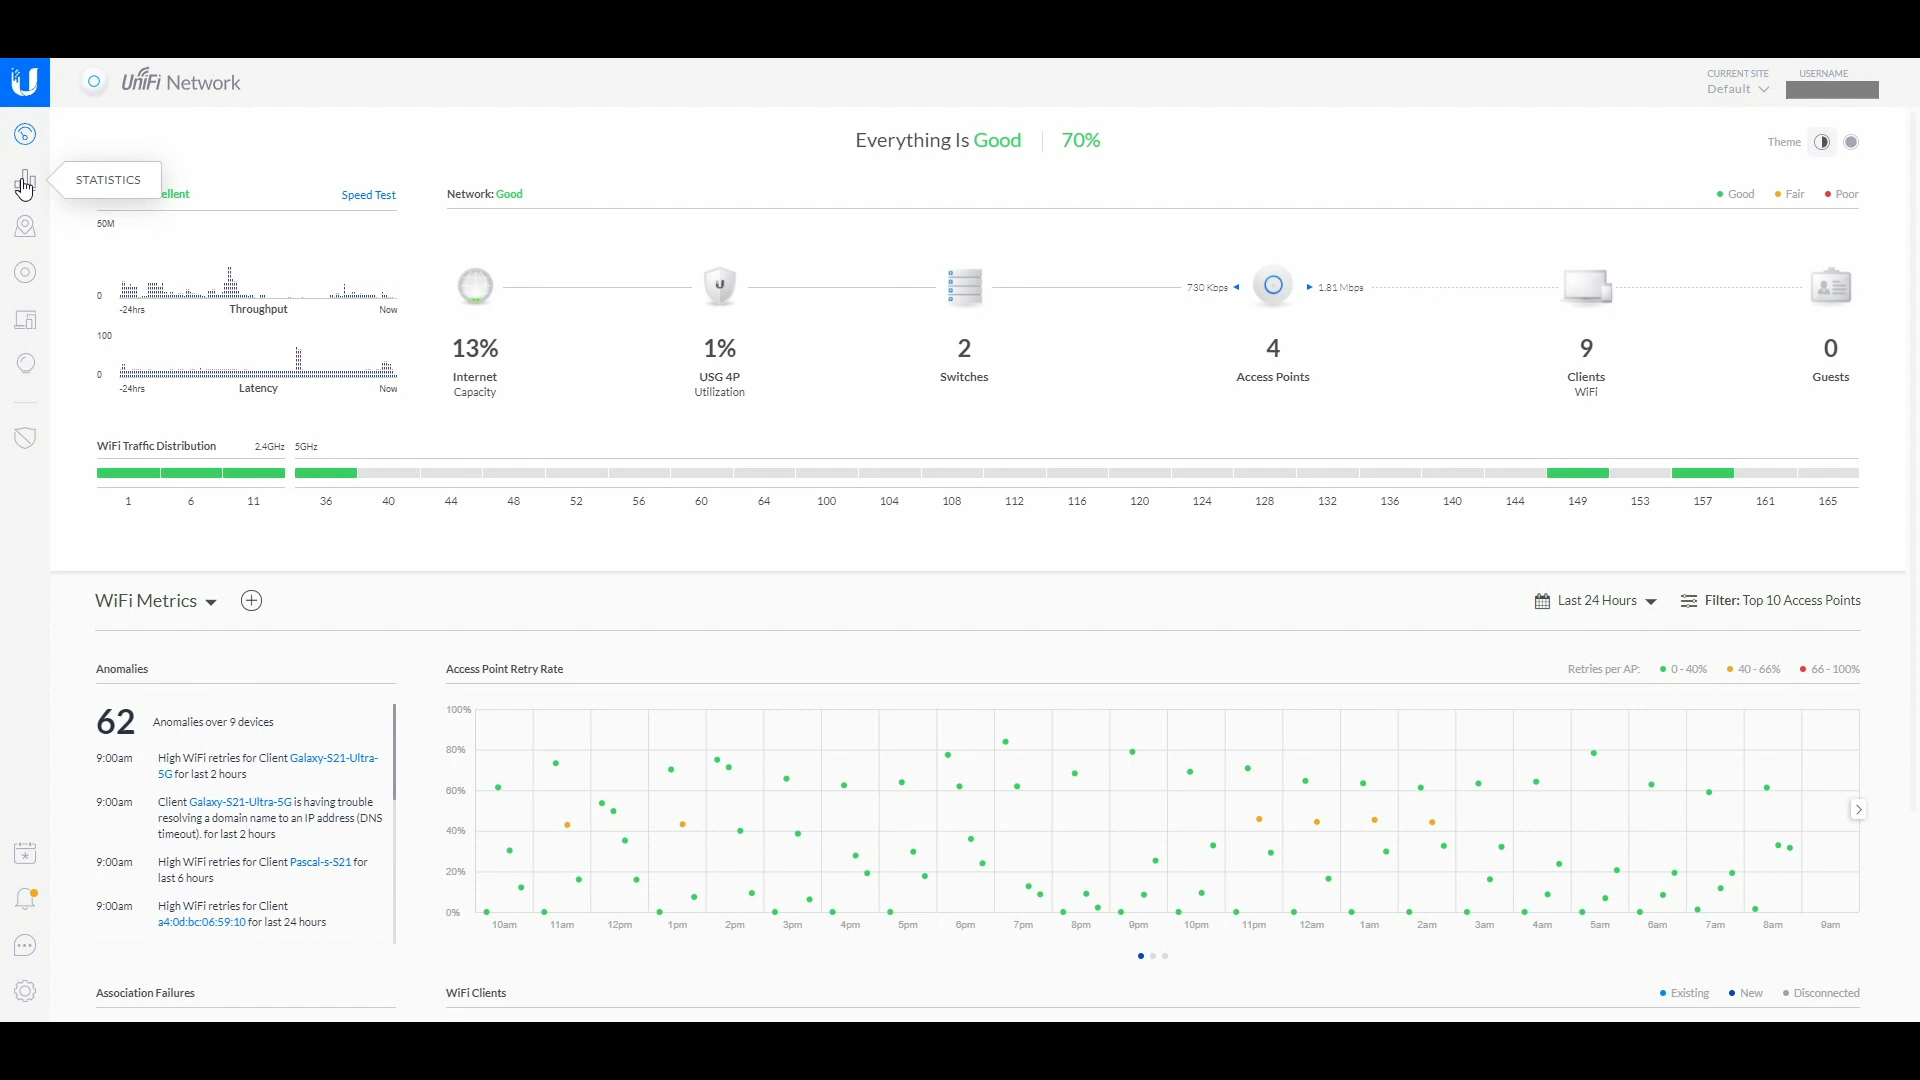 UniFi Network
CURRENT SITE
Default
USERNAME
Everything Is Good
70%
Theme
STATISTICS
ellent
Speed Test
50M
0
-24hrs
Throughput
Now
100
0
-24hrs
Latency
Now
Network: Good
Good
Fair
Poor
730 Kbps
1.81 Mbps
13%
Internet
Capacity
1%
USG 4P
Utilization
2
Switches
4
Access Points
9
Clients
WiFi
0
Guests
WiFi Traffic Distribution
2.4GHz
5GHz
1 6 11 36 40 44 48 52 56 60 64 100 104 108 112 116 120 124 128 132 136 140 144 149 153 157 161 165
WiFi Metrics
Last 24 Hours
Filter: Top 10 Access Points
Anomalies
62
Anomalies over 9 devices
9:00am
High WiFi retries for Client Galaxy-S21-Ultra-
5G for last 2 hours
9:00am
Client Galaxy-S21-Ultra-5G is having trouble
resolving a domain name to an IP address (DNS
timeout). for last 2 hours
9:00am
High WiFi retries for Client Pascal-s-S21 for
last 6 hours
9:00am
High WiFi retries for Client
a4:0d:bc:06:59:10 for last 24 hours
Access Point Retry Rate
Retries per AP:
0 - 40%
40 - 66%
66 - 100%
100%
80%
60%
40%
20%
0%
10am 11am 12pm 1pm 2pm 3pm 4pm 5pm 6pm 7pm 8pm 9pm 10pm 11pm 12am 1am 2am 3am 4am 5am 6am 7am 8am 9am
Association Failures
WiFi Clients
Existing
New
Disconnected